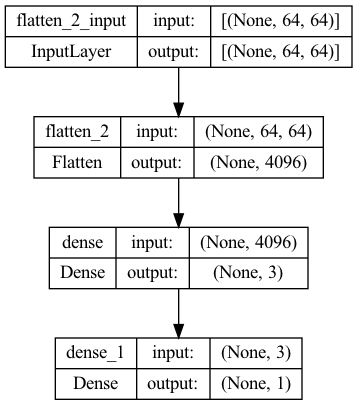 flatten_2_input input: [(None, 64, 64)]
InputLayer output: [(None, 64, 64)]
flatten_2 input: (None, 64, 64)
Flatten output: (None, 4096)
dense input: (None, 4096)
Dense output: (None, 3)
dense_1 input: (None, 3)
Dense output: (None, 1)